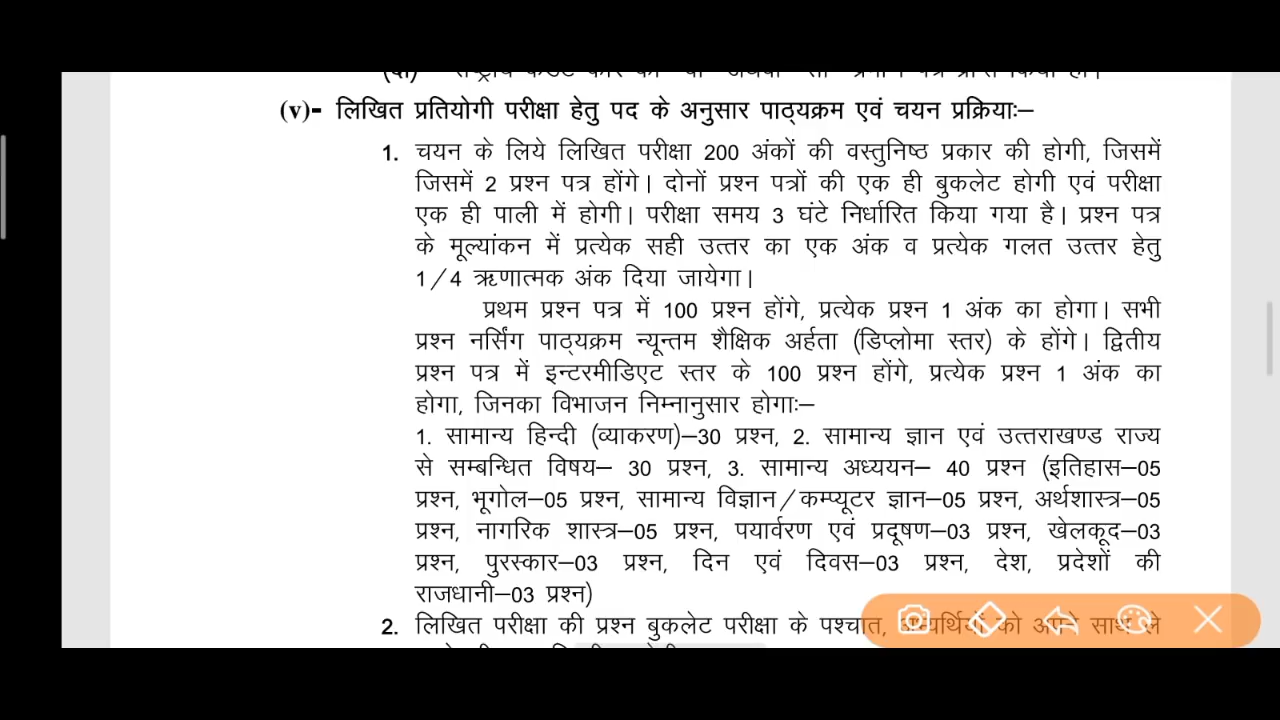 (v)- लिखित प्रतियोगी परीक्षा हेतु पद के अनुसार पाठ्यक्रम एवं चयन प्रक्रियाः–
1. चयन के लिये लिखित परीक्षा 200 अंकों की वस्तुनिष्ठ प्रकार की होगी, जिसमें
जिसमें 2 प्रश्न पत्र होंगे। दोनों प्रश्न पत्रों की एक ही बुकलेट होगी एवं परीक्षा
एक ही पाली में होगी। परीक्षा समय 3 घंटे निर्धारित किया गया है। प्रश्न पत्र
के मूल्यांकन में प्रत्येक सही उत्तर का एक अंक व प्रत्येक गलत उत्तर हेतु
1/4 ऋणात्मक अंक दिया जायेगा।
प्रथम प्रश्न पत्र में 100 प्रश्न होंगे, प्रत्येक प्रश्न 1 अंक का होगा। सभी
प्रश्न नर्सिंग पाठ्यक्रम न्यून्तम शैक्षिक अर्हता (डिप्लोमा स्तर) के होंगे। द्वितीय
प्रश्न पत्र में इन्टरमीडिएट स्तर के 100 प्रश्न होंगे, प्रत्येक प्रश्न 1 अंक का
होगा, जिनका विभाजन निम्नानुसार होगाः–
1. सामान्य हिन्दी (व्याकरण)–30 प्रश्न, 2. सामान्य ज्ञान एवं उत्तराखण्ड राज्य
से सम्बन्धित विषय– 30 प्रश्न, 3. सामान्य अध्ययन– 40 प्रश्न (इतिहास–05
प्रश्न, भूगोल–05 प्रश्न, सामान्य विज्ञान/कम्प्यूटर ज्ञान–05 प्रश्न, अर्थशास्त्र–05
प्रश्न, नागरिक शास्त्र–05 प्रश्न, पयार्वरण एवं प्रदूषण–03 प्रश्न, खेलकूद–03
प्रश्न, पुरस्कार–03 प्रश्न, दिन एवं दिवस–03 प्रश्न, देश, प्रदेशों की
राजधानी–03 प्रश्न)
2. लिखित परीक्षा की प्रश्न बुकलेट परीक्षा के पश्चात, अभ्यर्थियों को अपने साथ ले